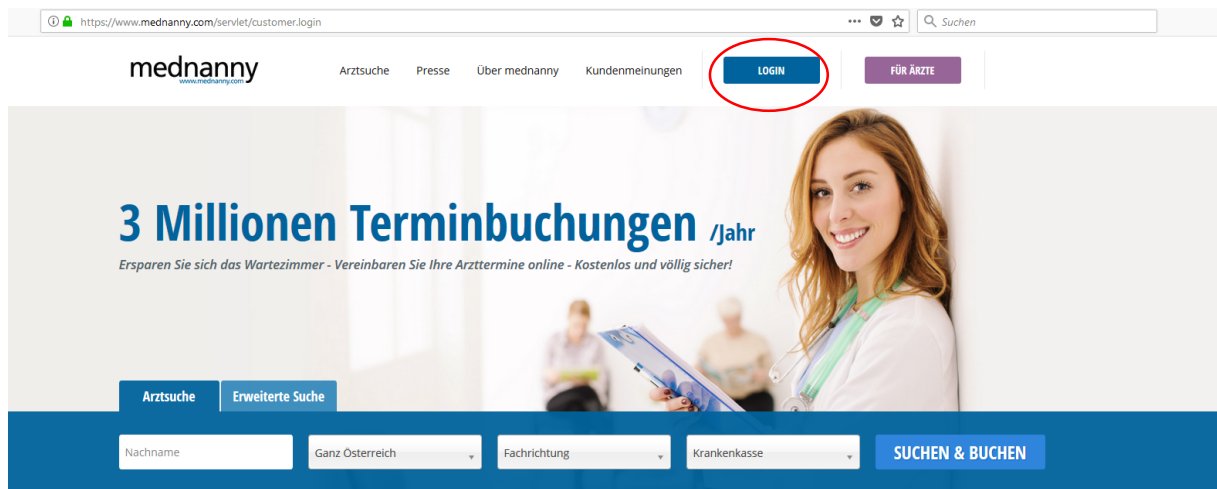 https://www.mednanny.com/servlet/customer.login
Suchen
mednanny
www.mednanny.com
Arztsuche Presse Über mednanny Kundenmeinungen LOGIN FÜR ÄRZTE
3 Millionen Terminbuchungen /Jahr
Ersparen Sie sich das Wartezimmer - Vereinbaren Sie Ihre Arzttermine online - Kostenlos und völlig sicher!
Arztsuche Erweiterte Suche
Nachname Ganz Österreich Fachrichtung Krankenkasse SUCHEN & BUCHEN